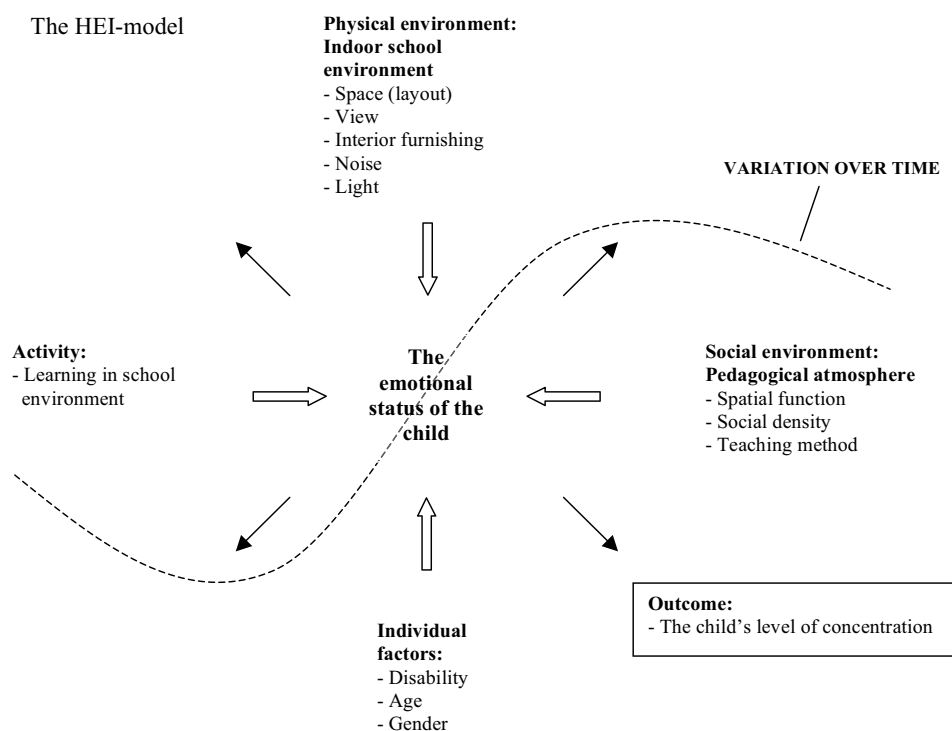 The HEI-model
Physical environment:
Indoor school
environment
- Space (layout)
- View
- Interior furnishing
- Noise
- Light
VARIATION OVER TIME
Activity:
- Learning in school
environment
The
emotional
status of the
child
Social environment:
Pedagogical atmosphere
- Spatial function
- Social density
- Teaching method
Individual
factors:
- Disability
- Age
- Gender
Outcome:
- The child’s level of concentration